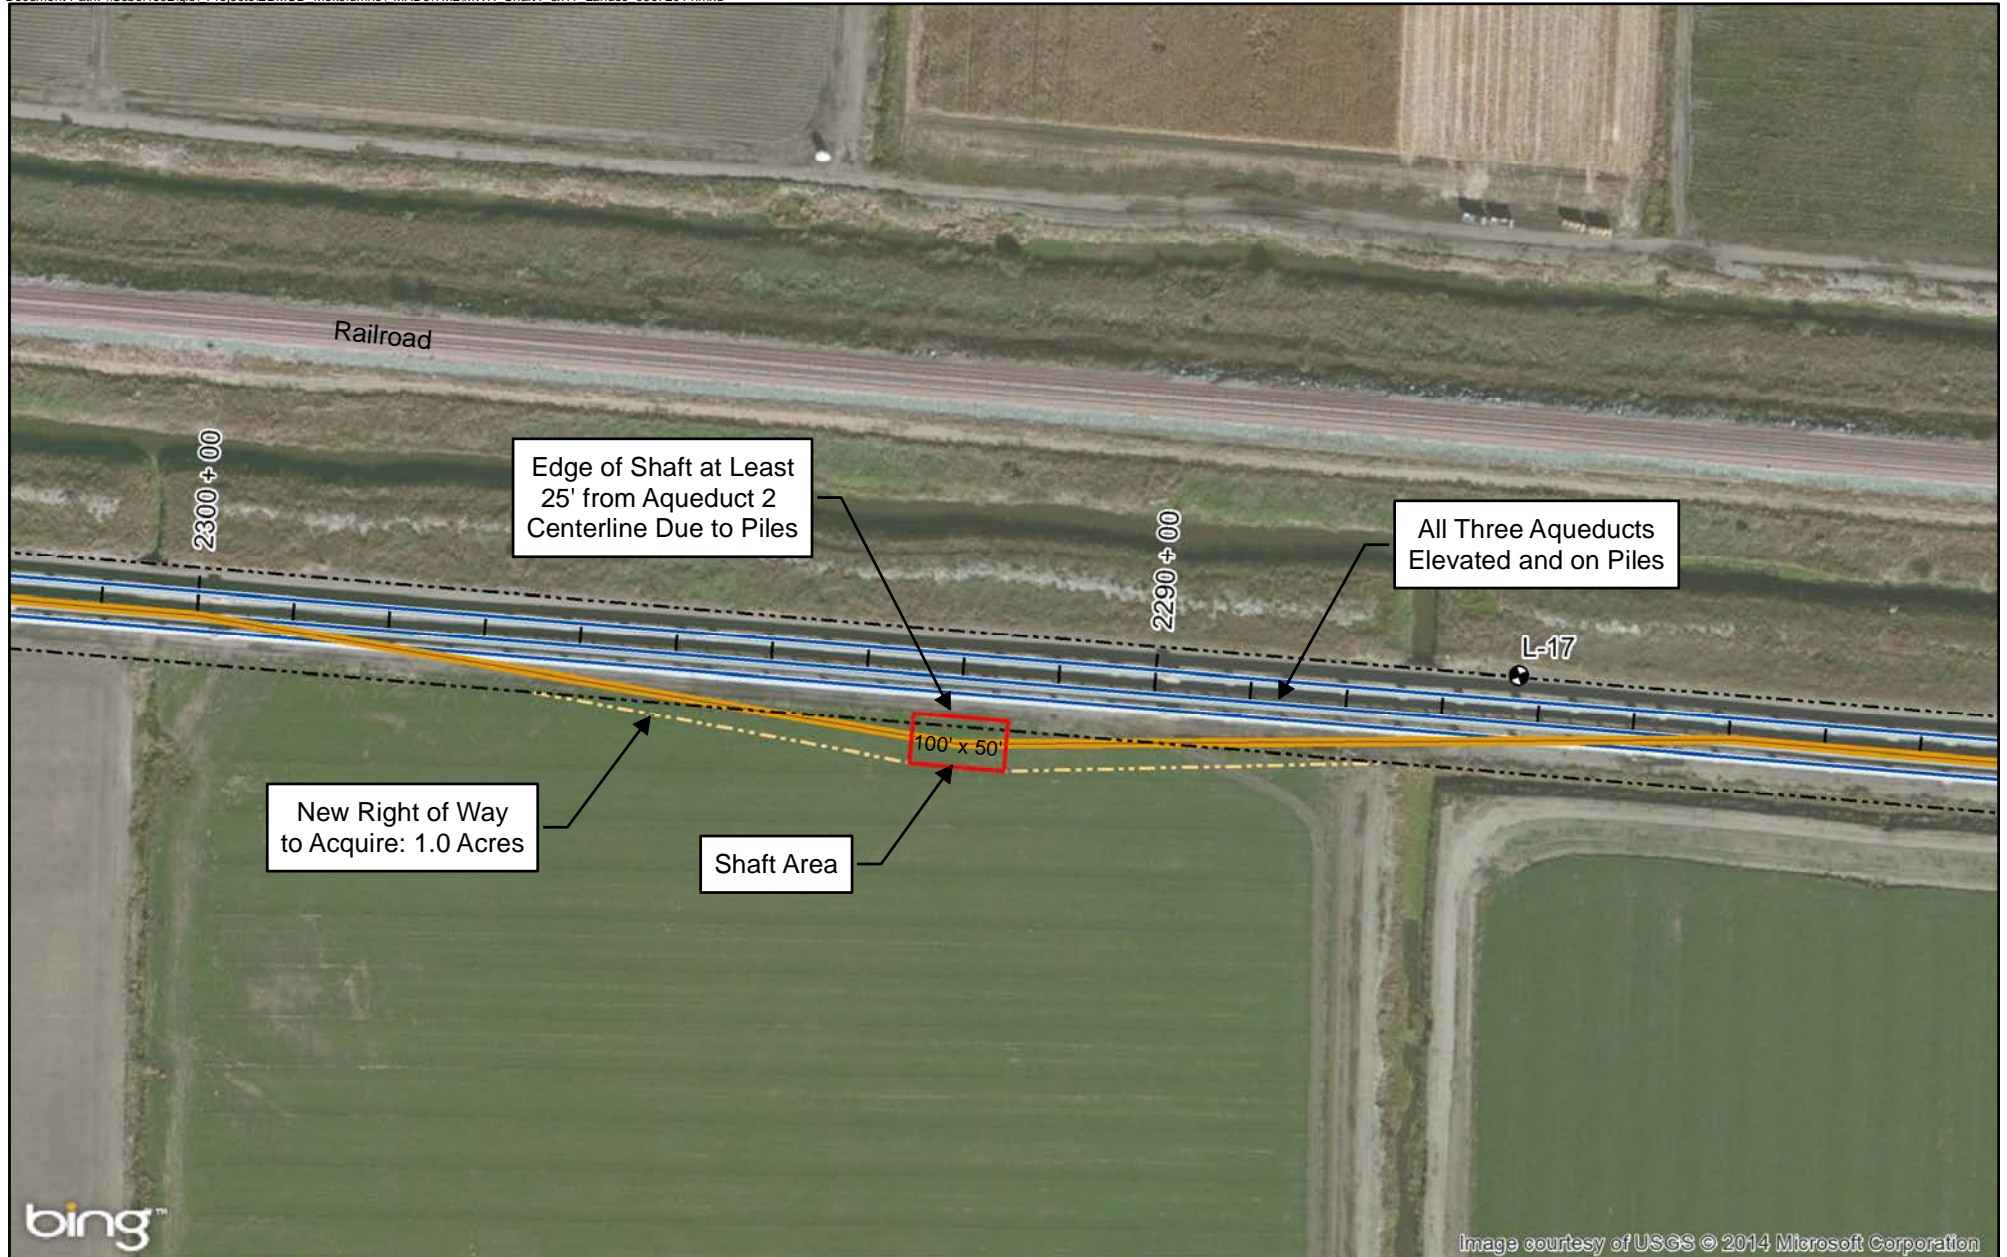 Railroad
2300 + 00
Edge of Shaft at Least
25' from Aqueduct 2
Centerline Due to Piles
2290 + 00
All Three Aqueducts
Elevated and on Piles
L-17
100' x 50'
New Right of Way
to Acquire: 1.0 Acres
Shaft Area
bing™
Image courtesy of USGS © 2014 Microsoft Corporation